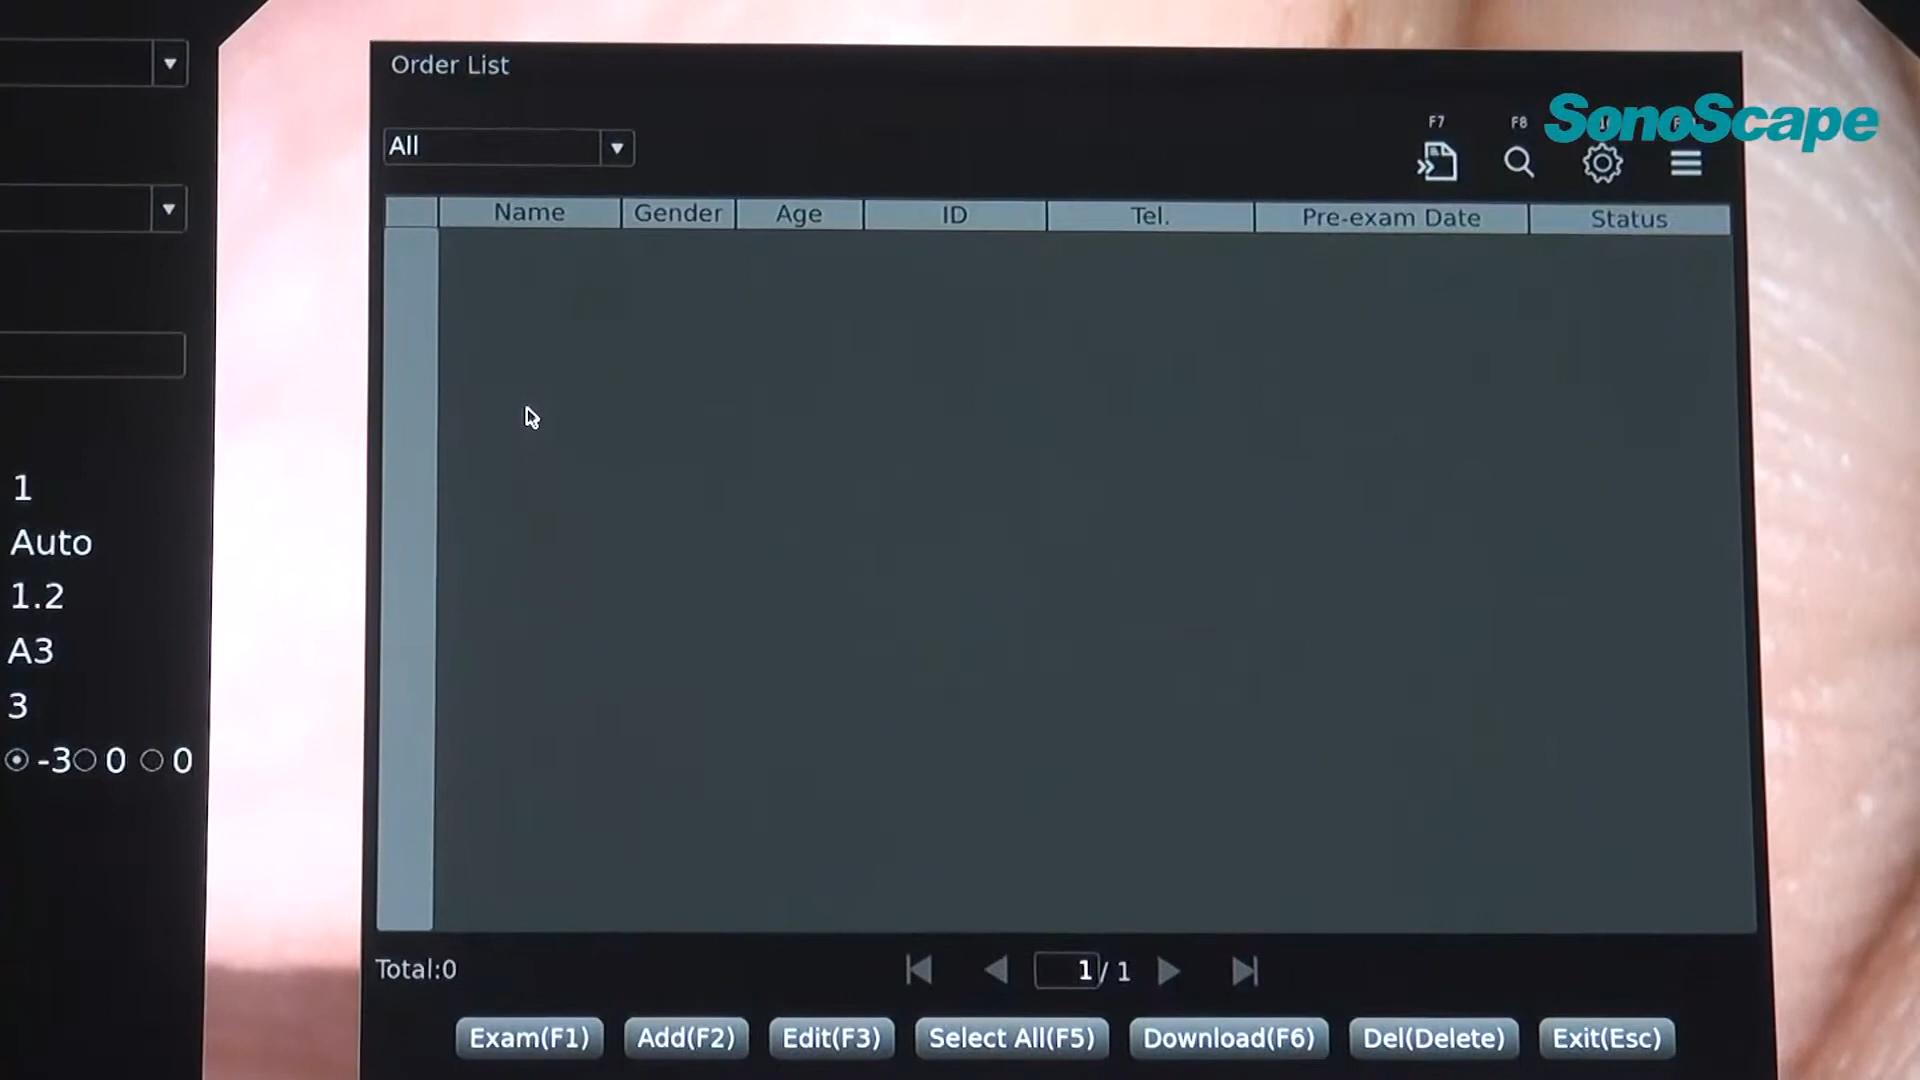 Order List
SonoScape
All
F7 F8
Name Gender Age ID Tel. Pre-exam Date Status
1
Auto
1.2
A3
3
-3 0 0
Total:0
1 / 1
Exam(F1) Add(F2) Edit(F3) Select All(F5) Download(F6) Del(Delete) Exit(Esc)